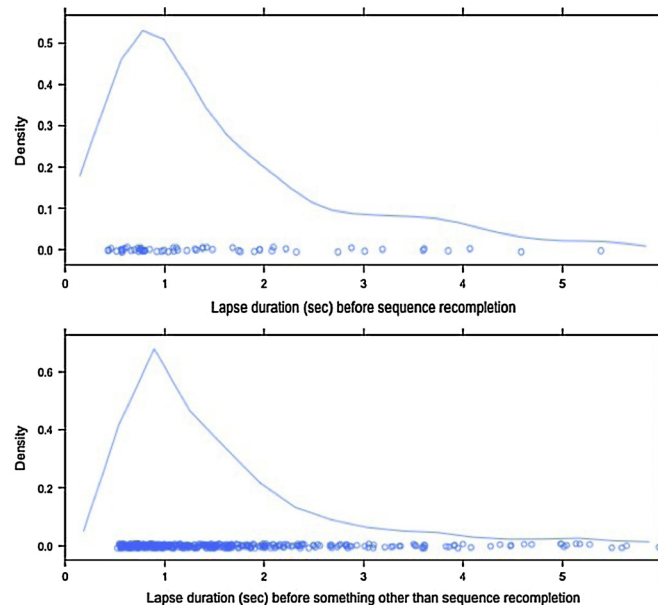 0.5
0.4
0.3
0.2
0.1
0.0
Density
0 1 2 3 4 5
Lapse duration (sec) before sequence recompletion
0.6
0.4
0.2
0.0
Density
0 1 2 3 4 5
Lapse duration (sec) before something other than sequence recompletion